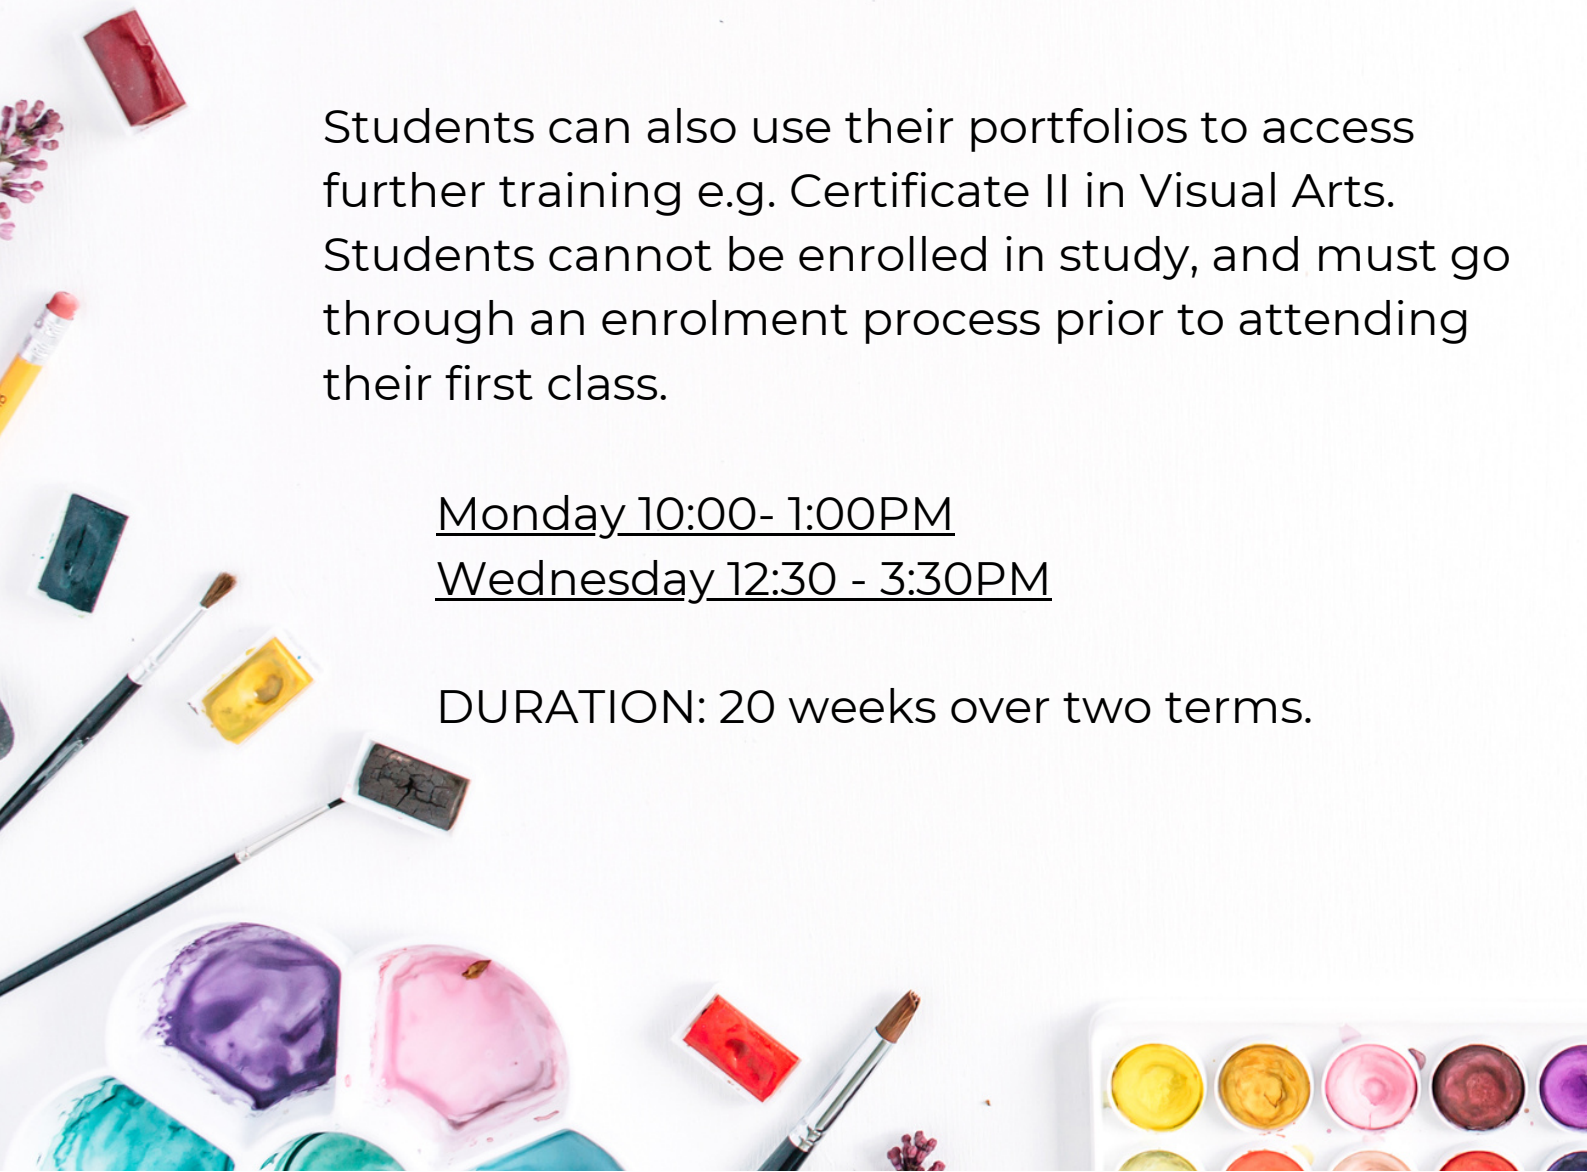 Students can also use their portfolios to access
further training e.g. Certificate II in Visual Arts.
Students cannot be enrolled in study, and must go
through an enrolment process prior to attending
their first class.
Monday 10:00- 1:00PM
Wednesday 12:30 - 3:30PM
DURATION: 20 weeks over two terms.